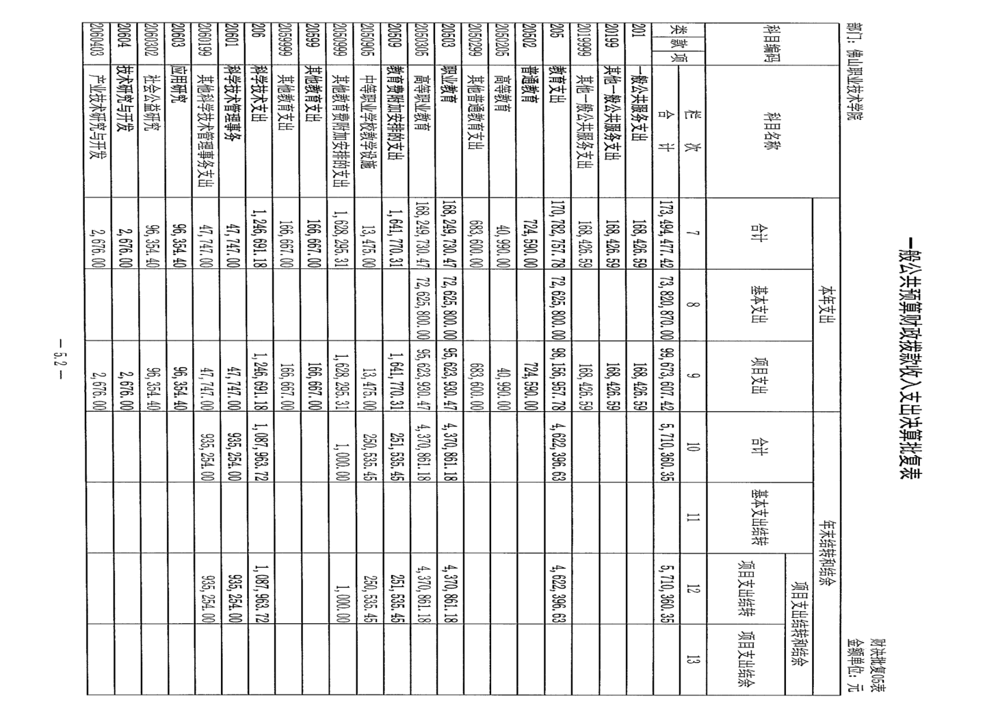 一般公共预算财政拨款收入支出决算批复表
财决批复05表
部门：佛山职业技术学院 金额单位：元
科目编码 科目名称 本年支出 年末结转和结余
合计 基本支出 项目支出 合计 基本支出结转 项目支出结转和结余
项目支出结转 项目支出结余
类 款 项 栏次 7 8 9 10 11 12 13
合计 173,494,477.42 73,820,870.00 99,673,607.42 5,710,360.35 5,710,360.35
201 一般公共服务支出 168,426.59 168,426.59
20199 其他一般公共服务支出 168,426.59 168,426.59
2019999 其他一般公共服务支出 168,426.59 168,426.59
205 教育支出 170,782,757.78 72,625,800.00 98,156,957.78 4,622,396.63 4,622,396.63
20502 普通教育 724,590.00 724,590.00
2050205 高等教育 40,990.00 40,990.00
2050299 其他普通教育支出 683,600.00 683,600.00
20503 职业教育 168,249,730.47 72,625,800.00 95,623,930.47 4,370,861.18 4,370,861.18
2050305 高等职业教育 168,249,730.47 72,625,800.00 95,623,930.47 4,370,861.18 4,370,861.18
20509 教育费附加安排的支出 1,641,770.31 1,641,770.31 251,535.45 251,535.45
2050905 中等职业学校教学设施 13,475.00 13,475.00 250,535.45 250,535.45
2050999 其他教育费附加安排的支出 1,628,295.31 1,628,295.31 1,000.00 1,000.00
20599 其他教育支出 166,667.00 166,667.00
2059999 其他教育支出 166,667.00 166,667.00
206 科学技术支出 1,246,691.18 1,246,691.18 1,087,963.72 1,087,963.72
20601 科学技术管理事务 47,747.00 47,747.00 935,254.00 935,254.00
2060199 其他科学技术管理事务支出 47,747.00 47,747.00 935,254.00 935,254.00
20603 应用研究 96,354.40 96,354.40
2060302 社会公益研究 96,354.40 96,354.40
20604 技术研究与开发 2,676.00 2,676.00
2060403 产业技术研究与开发 2,676.00 2,676.00
— 5.2 —